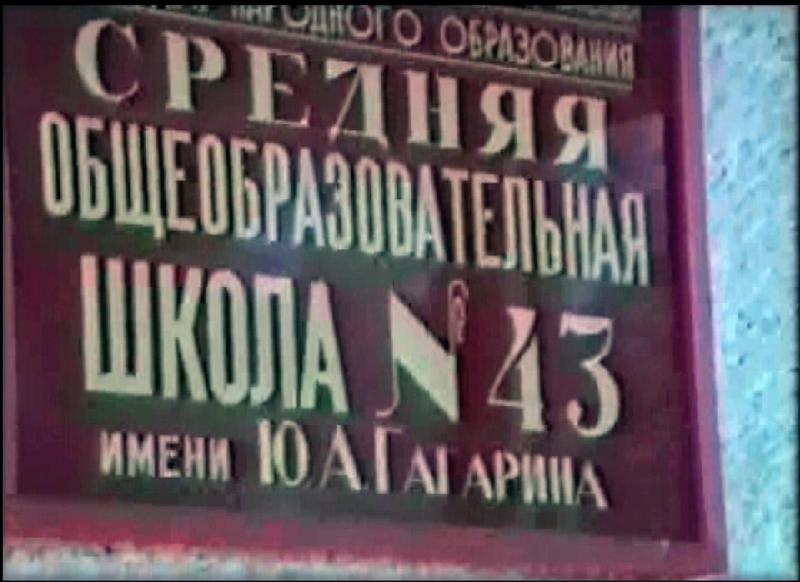 НАРОДНОГО ОБРАЗОВАНИЯ
СРЕДНЯЯ
ОБЩЕОБРАЗОВАТЕЛЬНАЯ
ШКОЛА № 43
ИМЕНИ Ю.А.ГАГАРИНА